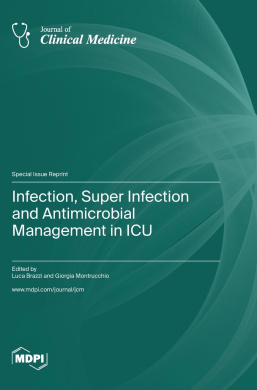 Journal of
Clinical Medicine
Special Issue Reprint
Infection, Super Infection
and Antimicrobial
Management in ICU
Edited by
Luca Brazzi and Giorgia Montrucchio
www.mdpi.com/journal/jcm
MDPI